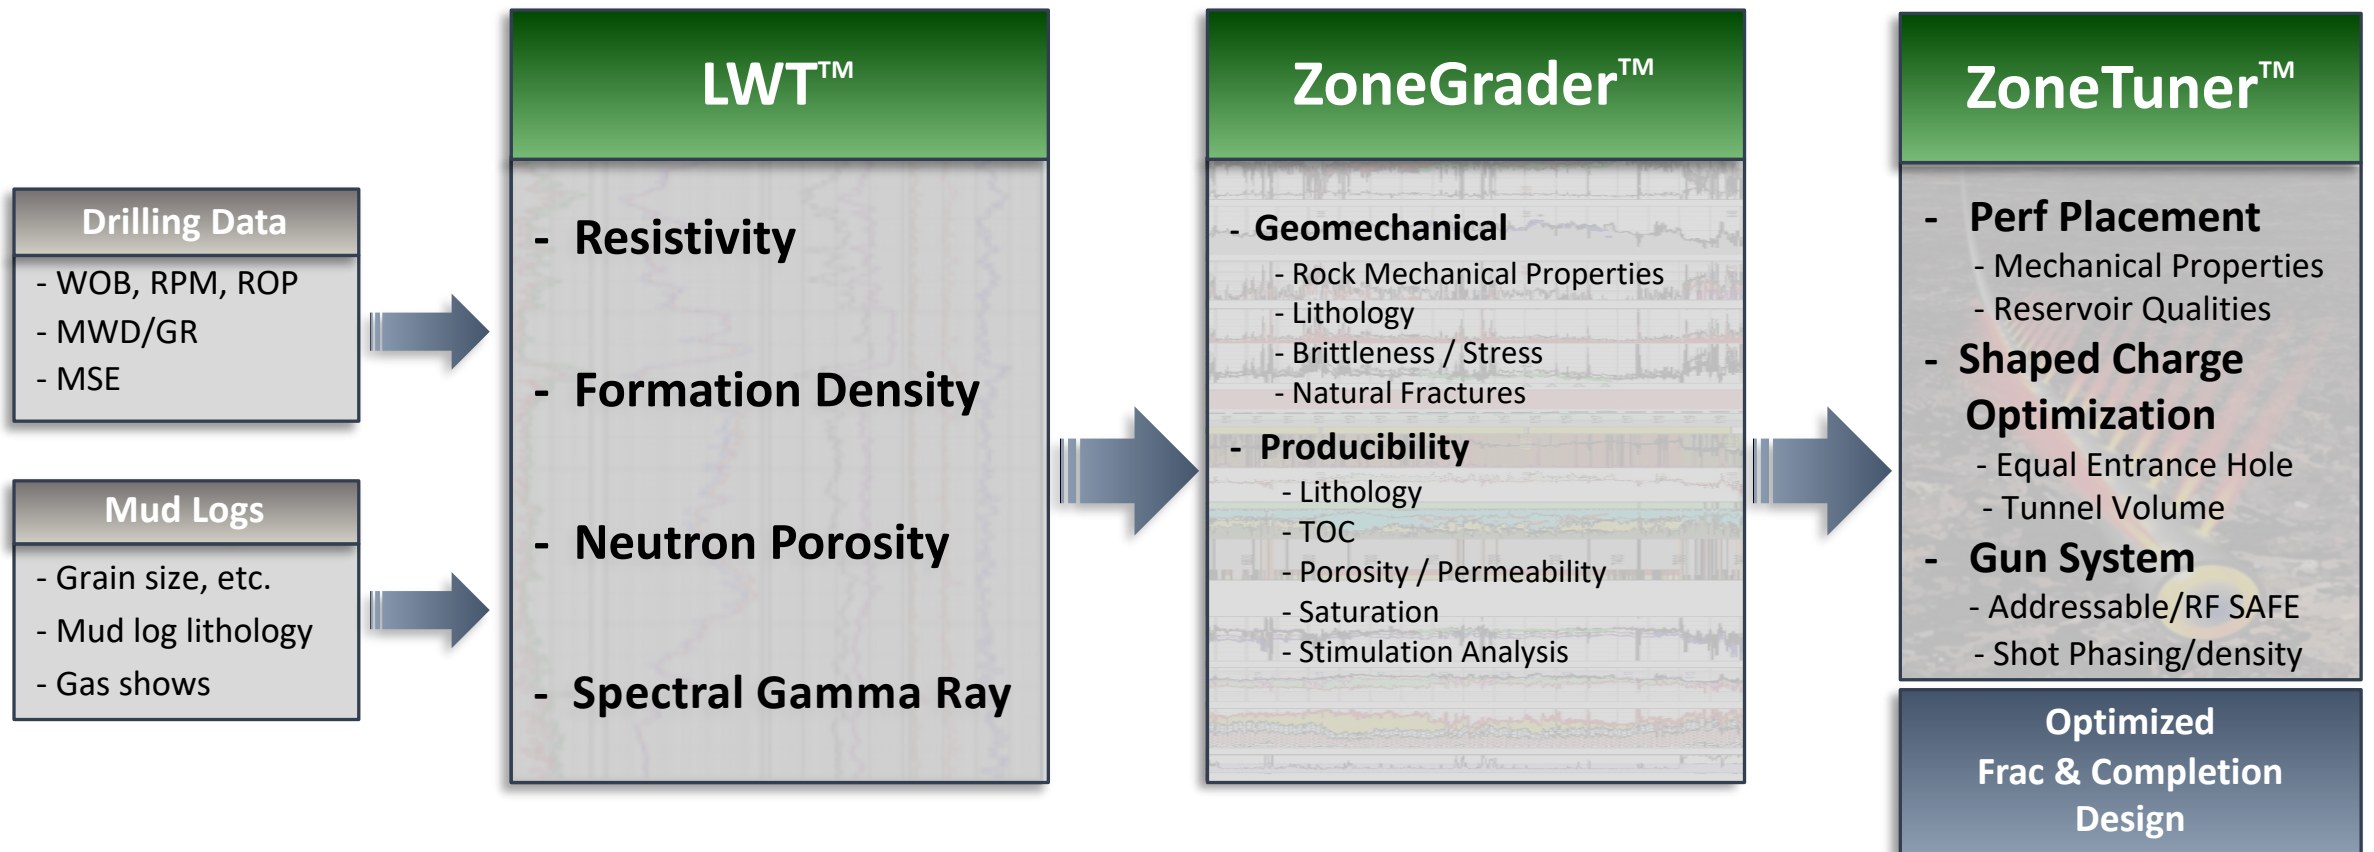 Drilling Data
- WOB, RPM, ROP
- MWD/GR
- MSE
Mud Logs
- Grain size, etc.
- Mud log lithology
- Gas shows
LWT™
- Resistivity
- Formation Density
- Neutron Porosity
- Spectral Gamma Ray
ZoneGrader™
- Geomechanical
- Rock Mechanical Properties
- Lithology
- Brittleness / Stress
- Natural Fractures
- Producibility
- Lithology
- TOC
- Porosity / Permeability
- Saturation
- Stimulation Analysis
ZoneTuner™
- Perf Placement
- Mechanical Properties
- Reservoir Qualities
- Shaped Charge
Optimization
- Equal Entrance Hole
- Tunnel Volume
- Gun System
- Addressable/RF SAFE
- Shot Phasing/density
Optimized
Frac & Completion
Design